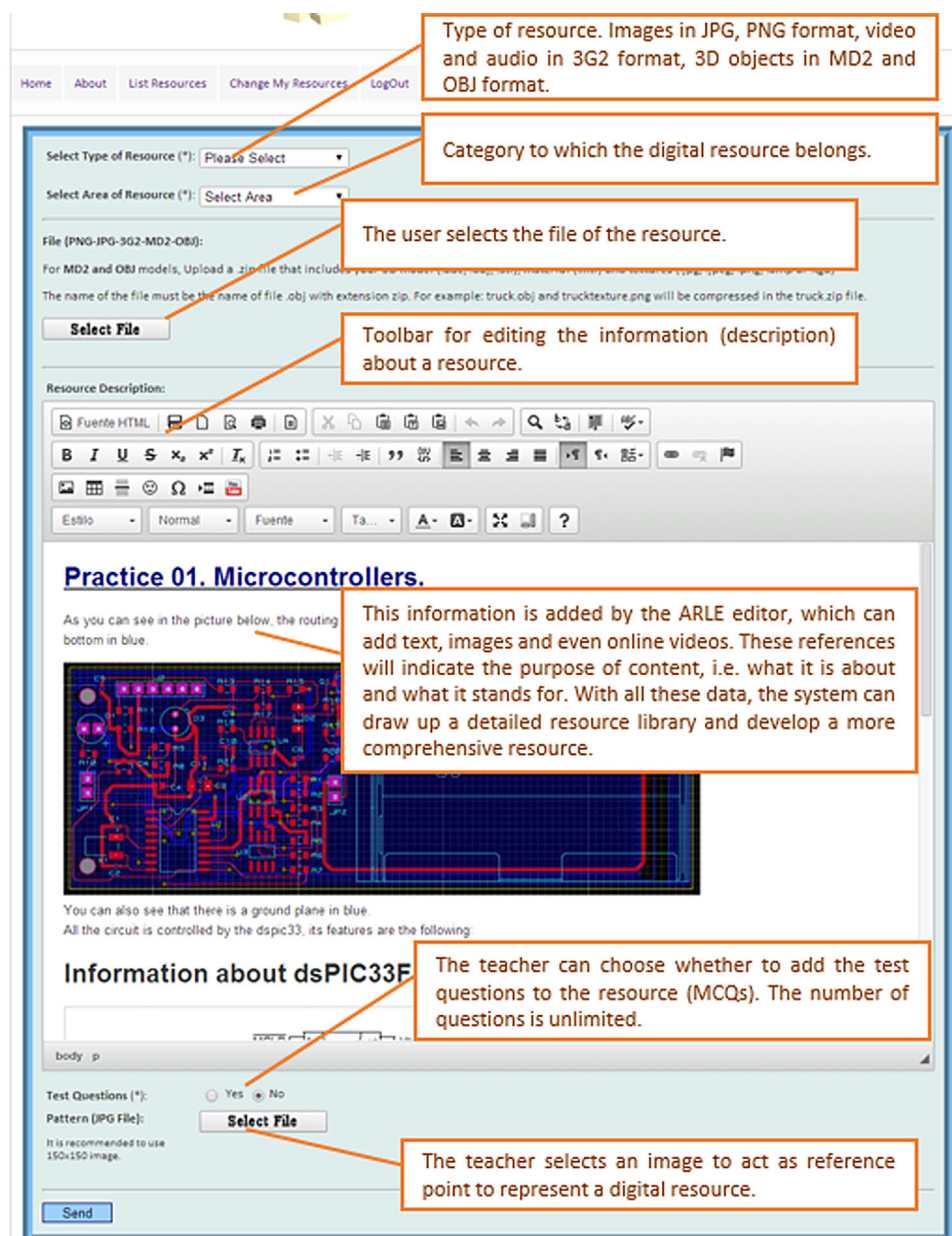 Type of resource. Images in JPG, PNG format, video
and audio in 3G2 format, 3D objects in MD2 and
OBJ format.
Home About List Resources Change My Resources LogOut
Category to which the digital resource belongs.
Select Type of Resource (*): Please Select
Select Area of Resource (*): Select Area
The user selects the file of the resource.
File (PNG-JPG-3G2-MD2-OBJ):
For MD2 and OBJ models, Upload a .zip file that includes
The name of the file must be the name of file .obj with extension zip. For example: truck.obj and trucktexture.png will be compressed in the truck.zip file.
Select File
Toolbar for editing the information (description)
about a resource.
Resource Description:
Fuente HTML
Estilo Normal Fuente Ta...
Practice 01. Microcontrollers.
As you can see in the picture below, the routing
bottom in blue.
This information is added by the ARLE editor, which can
add text, images and even online videos. These references
will indicate the purpose of content, i.e. what it is about
and what it stands for. With all these data, the system can
draw up a detailed resource library and develop a more
comprehensive resource.
You can also see that there is a ground plane in blue.
All the circuit is controlled by the dspic33, its features are the following:
Information about dsPIC33F
The teacher can choose whether to add the test
questions to the resource (MCQs). The number of
questions is unlimited.
body p
Test Questions (*): Yes No
Pattern (JPG File): Select File
It is recommended to use
150x150 image.
The teacher selects an image to act as reference
point to represent a digital resource.
Send